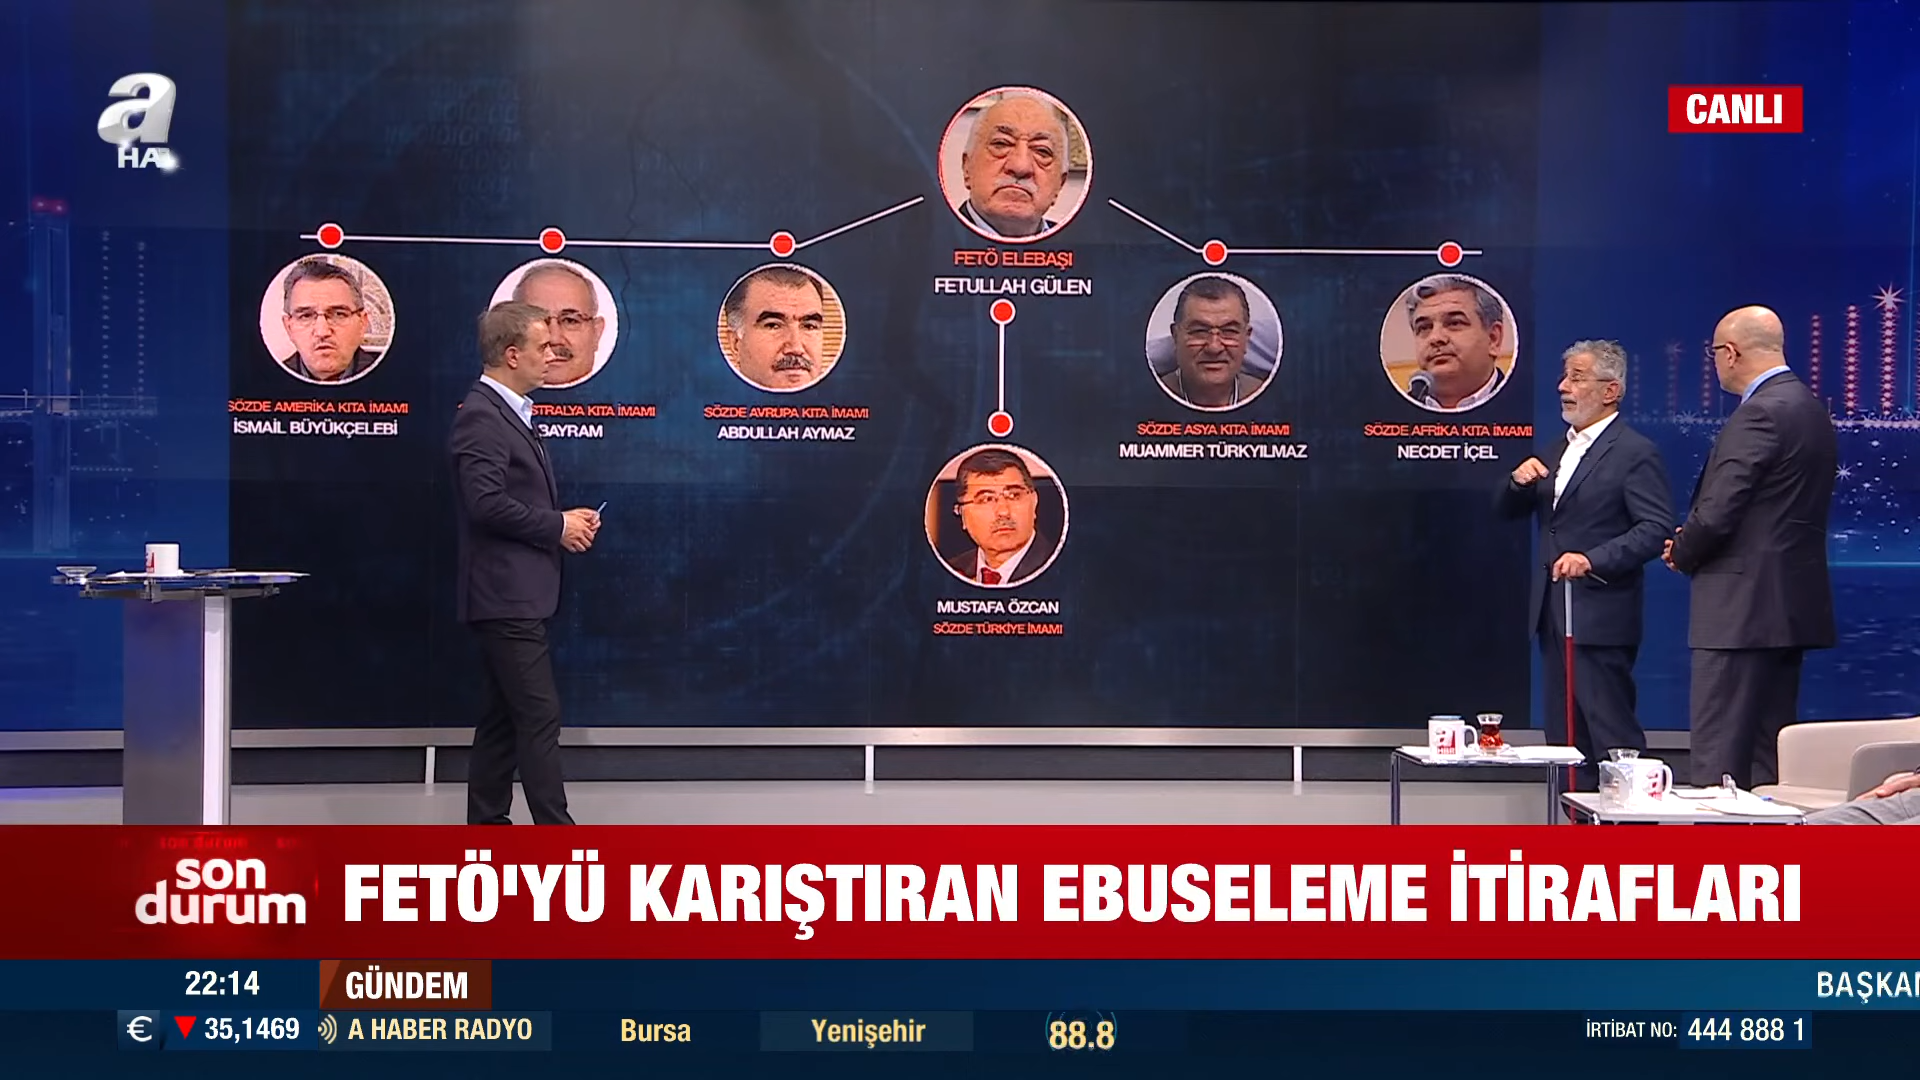 a
HA
CANLI
FETÖ ELEBAŞI
FETULLAH GÜLEN
SÖZDE AMERİKA KITA İMAMI
İSMAİL BÜYÜKÇELEBİ
STRALYA KITA İMAMI
BAYRAM
SÖZDE AVRUPA KITA İMAMI
ABDULLAH AYMAZ
SÖZDE ASYA KITA İMAMI
MUAMMER TÜRKYILMAZ
SÖZDE AFRİKA KITA İMAMI
NECDET İÇEL
MUSTAFA ÖZCAN
SÖZDE TÜRKİYE İMAMI
son
durum
FETÖ'YÜ KARIŞTIRAN EBUSELEME İTİRAFLARI
22:14
GÜNDEM
BAŞKAN
€ 35,1469
A HABER RADYO
Bursa
Yenişehir
88.8
İRTİBAT NO: 444 888 1